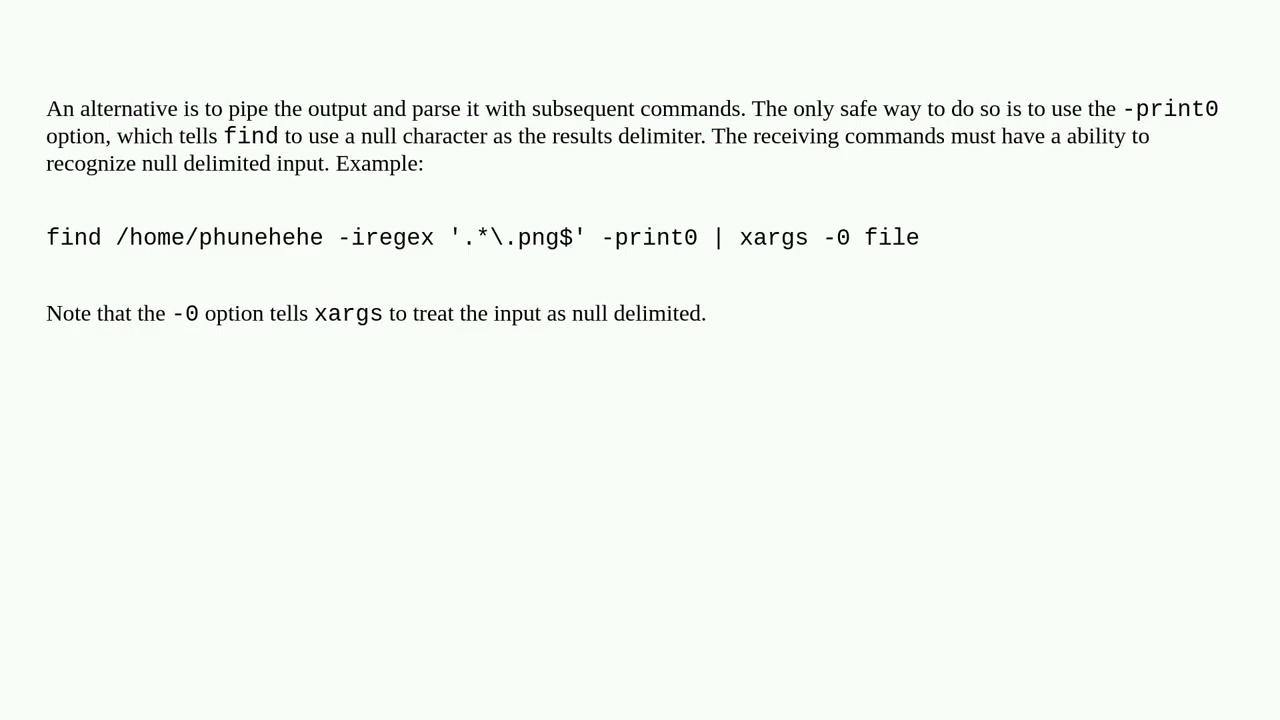 An alternative is to pipe the output and parse it with subsequent commands. The only safe way to do so is to use the -print0
option, which tells find to use a null character as the results delimiter. The receiving commands must have a ability to
recognize null delimited input. Example:
find /home/phunehehe -iregex '.*\.png$' -print0 | xargs -0 file
Note that the -0 option tells xargs to treat the input as null delimited.